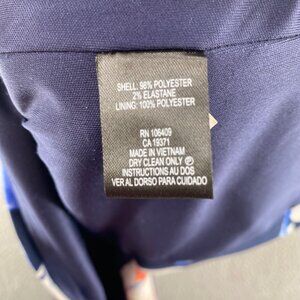 SHELL: 98% POLYESTER
2% ELASTANE
LINING: 100% POLYESTER
RN 106409
CA 19371
MADE IN VIETNAM
DRY CLEAN ONLY
INSTRUCTIONS AU DOS
VER AL DORSO PARA CUIDADO